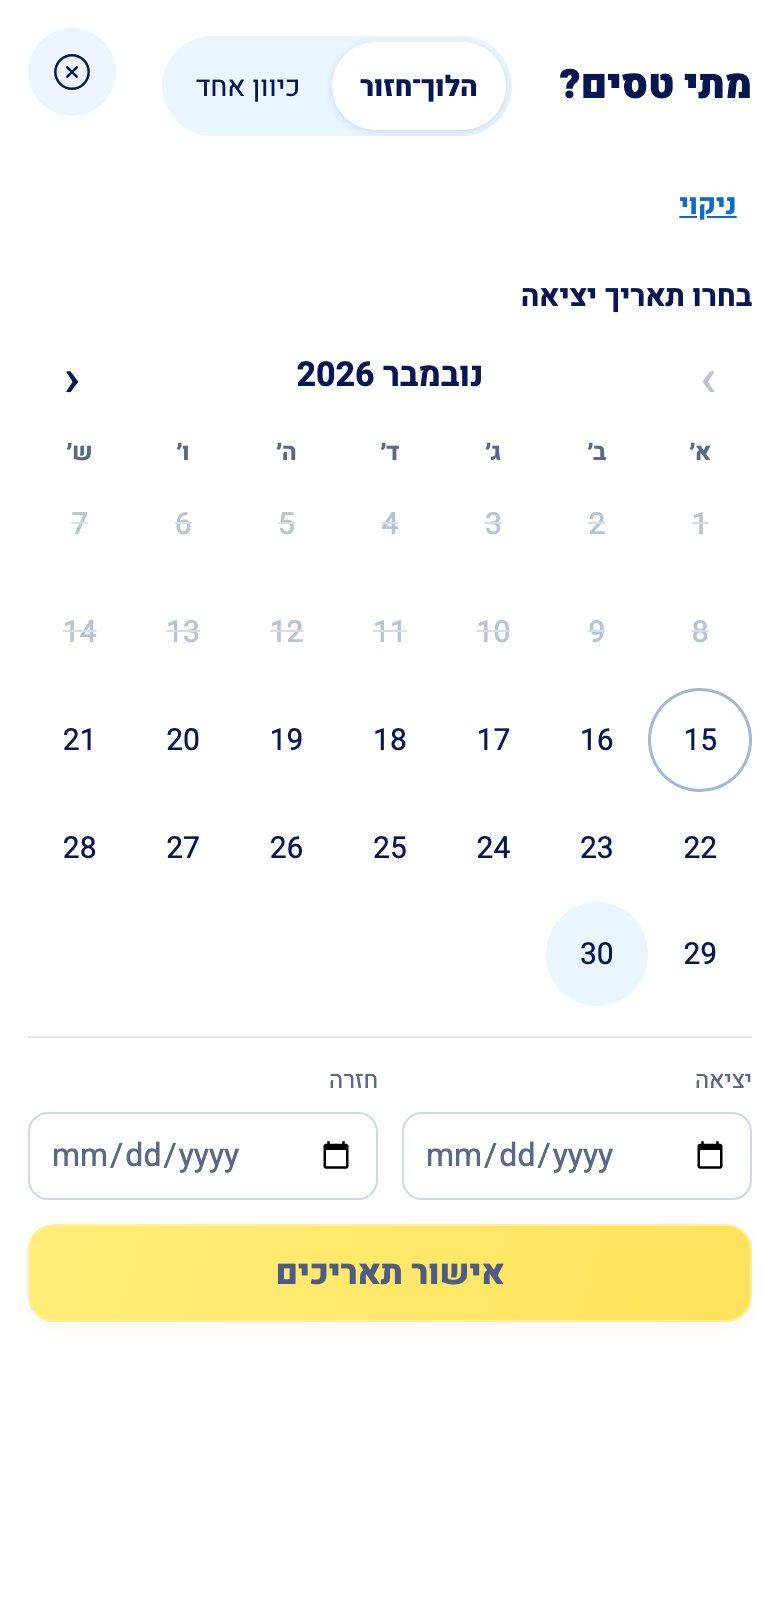 מתי טסים?
הלוך־חזור
כיוון אחד
ניקוי
בחרו תאריך יציאה
נובמבר 2026
א׳ ב׳ ג׳ ד׳ ה׳ ו׳ ש׳
1 2 3 4 5 6 7
8 9 10 11 12 13 14
15 16 17 18 19 20 21
22 23 24 25 26 27 28
29 30
יציאה
חזרה
mm/dd/yyyy
mm/dd/yyyy
אישור תאריכים